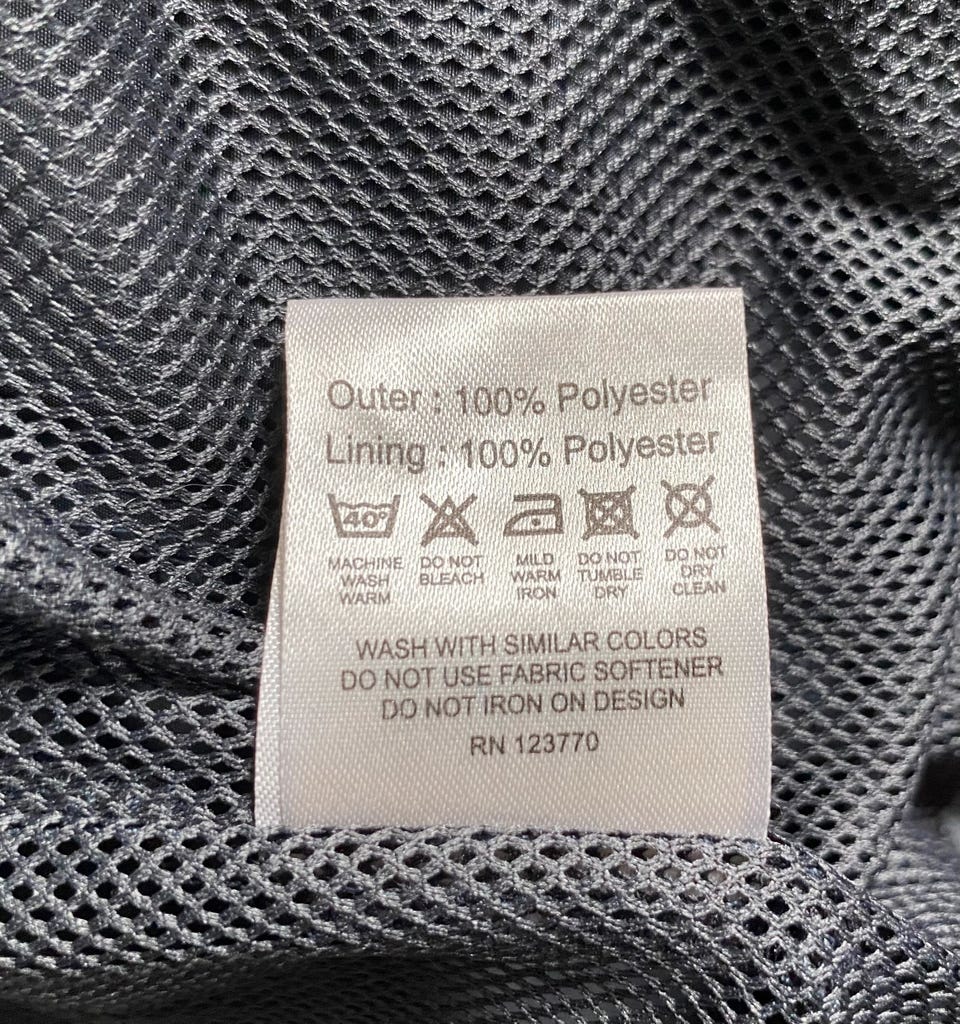 Outer : 100% Polyester
Lining : 100% Polyester
40°
MACHINE WASH WARM
DO NOT BLEACH
MILD WARM IRON
DO NOT TUMBLE DRY
DO NOT DRY CLEAN
WASH WITH SIMILAR COLORS
DO NOT USE FABRIC SOFTENER
DO NOT IRON ON DESIGN
RN 123770